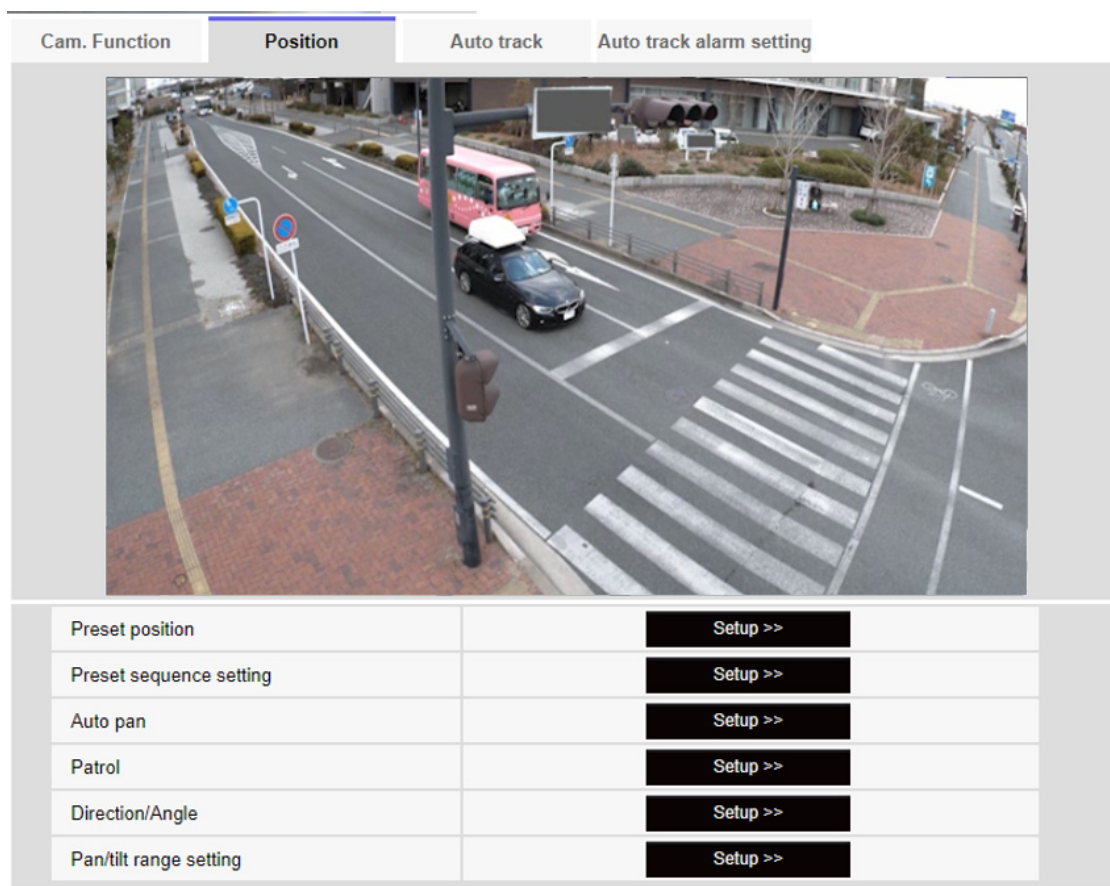 Cam. Function Position Auto track Auto track alarm setting
Preset position Setup >>
Preset sequence setting Setup >>
Auto pan Setup >>
Patrol Setup >>
Direction/Angle Setup >>
Pan/tilt range setting Setup >>